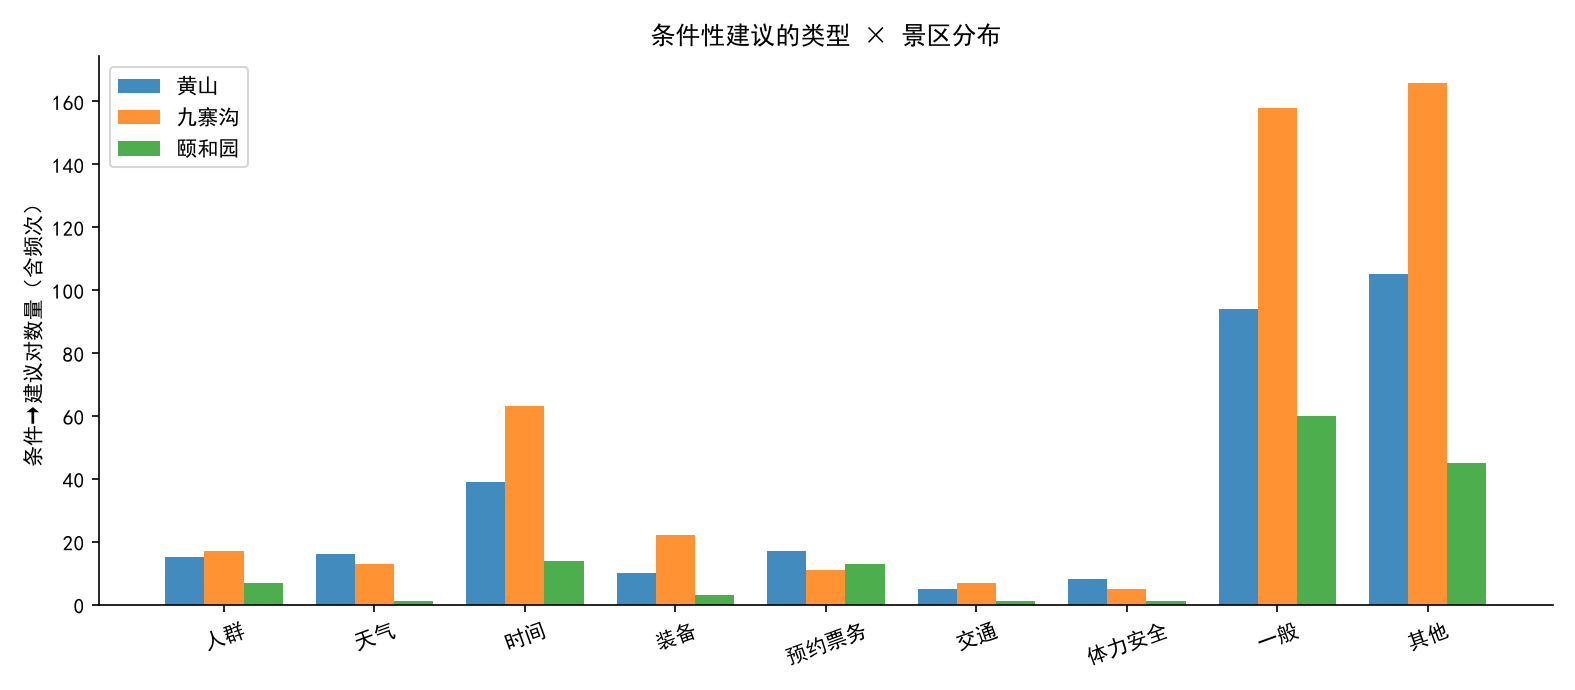 条件性建议的类型 × 景区分布
黄山
九寨沟
颐和园
条件→建议对数量（含频次）
160
140
120
100
80
60
40
20
0
人群
天气
时间
装备
预约票务
交通
体力安全
一般
其他